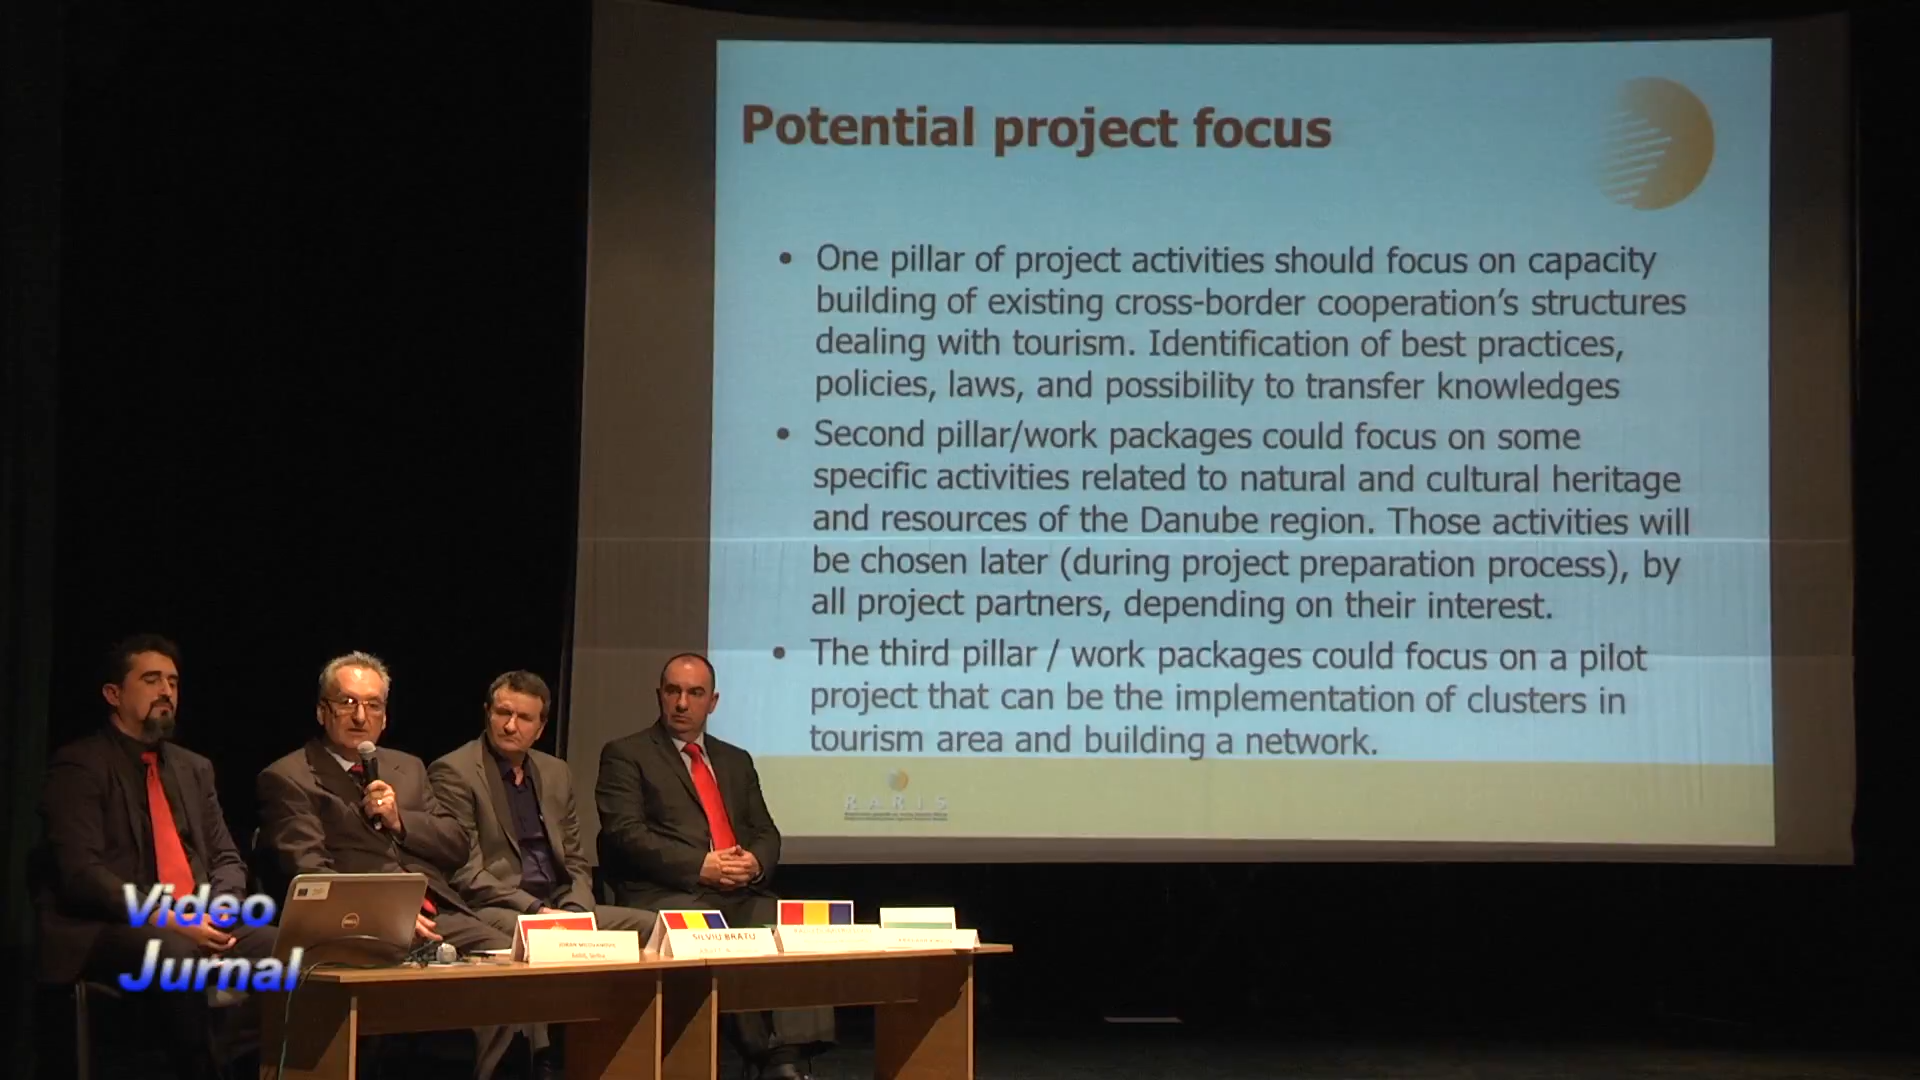 Potential project focus
• One pillar of project activities should focus on capacity
building of existing cross-border cooperation's structures
dealing with tourism. Identification of best practices,
policies, laws, and possibility to transfer knowledges
• Second pillar/work packages could focus on some
specific activities related to natural and cultural heritage
and resources of the Danube region. Those activities will
be chosen later (during project preparation process), by
all project partners, depending on their interest.
• The third pillar / work packages could focus on a pilot
project that can be the implementation of clusters in
tourism area and building a network.
RARIS
SILVIU BRATU
DELL
Video
Jurnal